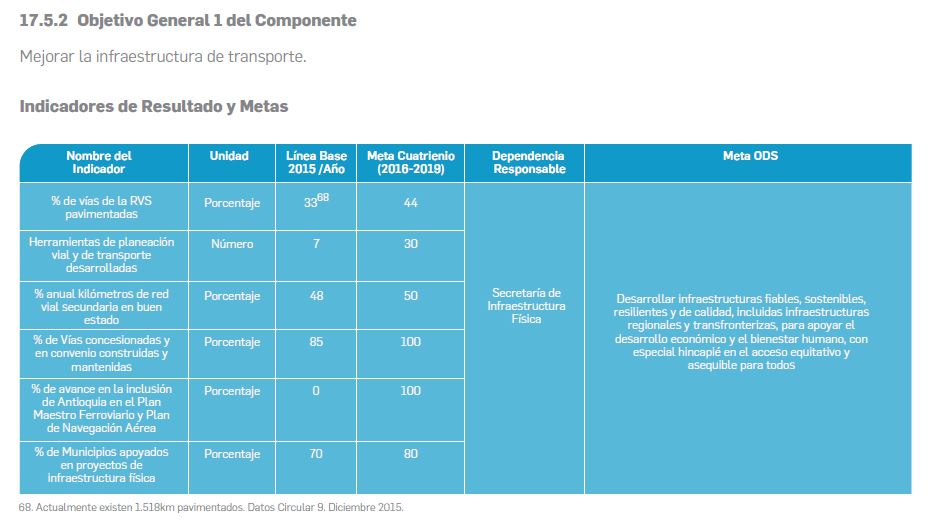 17.5.2 Objetivo General 1 del Componente
Mejorar la infraestructura de transporte.
Indicadores de Resultado y Metas
Nombre del
Indicador
Unidad
Línea Base
2015 /Año
Meta Cuatrienio
(2016-2019)
Dependencia
Responsable
Meta ODS
% de vías de la RVS
pavimentadas
Porcentaje
33⁶⁸
44
Herramientas de planeación
vial y de transporte
desarrolladas
Número
7
30
% anual kilómetros de red
vial secundaria en buen
estado
Porcentaje
48
50
% de Vías concesionadas y
en convenio construidas y
mantenidas
Porcentaje
85
100
% de avance en la inclusión
de Antioquia en el Plan
Maestro Ferroviario y Plan
de Navegación Aérea
Porcentaje
0
100
% de Municipios apoyados
en proyectos de
infraestructura física
Porcentaje
70
80
Secretaría de
Infraestructura
Física
Desarrollar infraestructuras fiables, sostenibles,
resilientes y de calidad, incluidas infraestructuras
regionales y transfronterizas, para apoyar el
desarrollo económico y el bienestar humano, con
especial hincapié en el acceso equitativo y
asequible para todos
68. Actualmente existen 1.518km pavimentados. Datos Circular 9. Diciembre 2015.